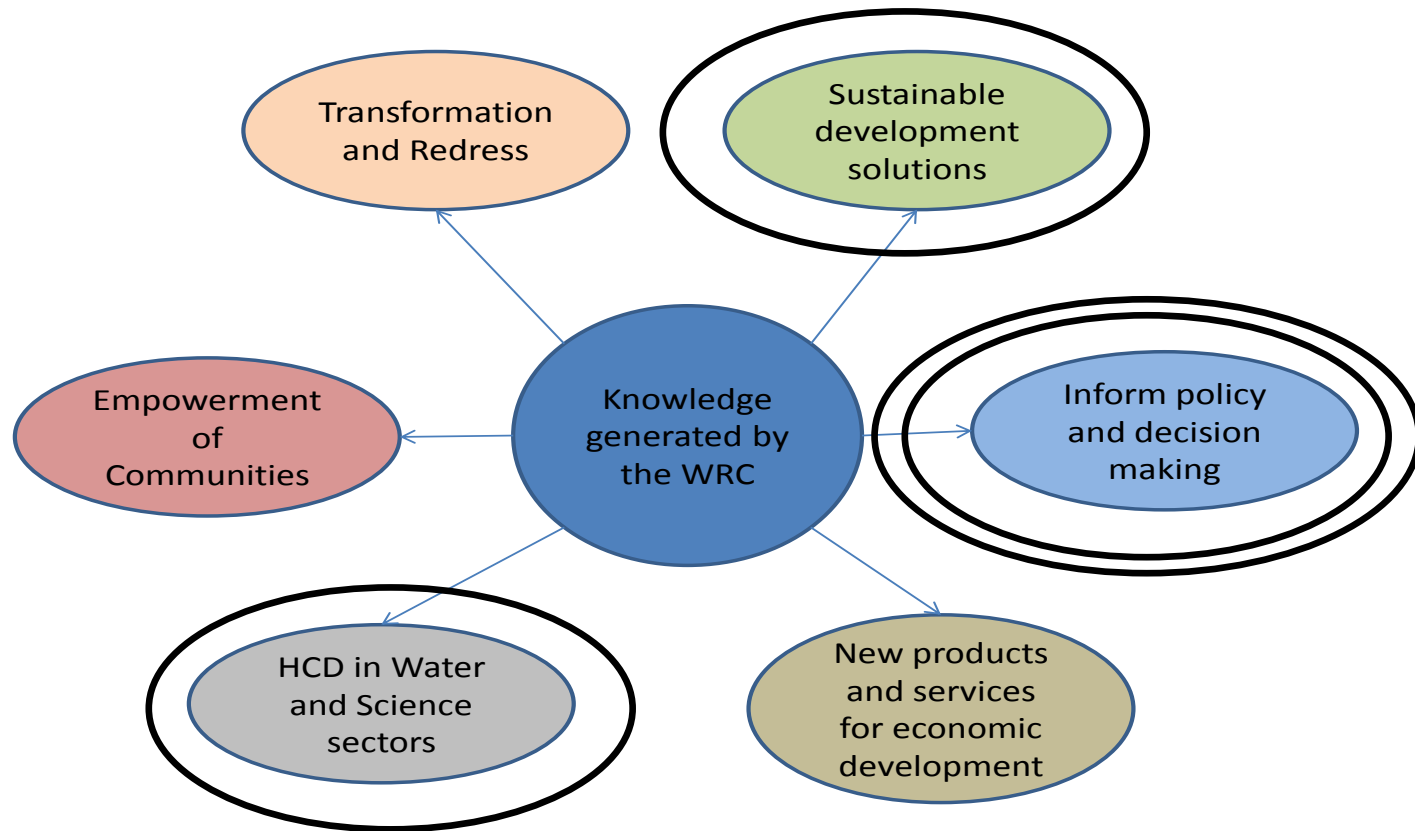 Transformation
and Redress
Sustainable
development
solutions
Empowerment
of
Communities
Knowledge
generated by
the WRC
Inform policy
and decision
making
HCD in Water
and Science
sectors
New products
and services
for economic
development